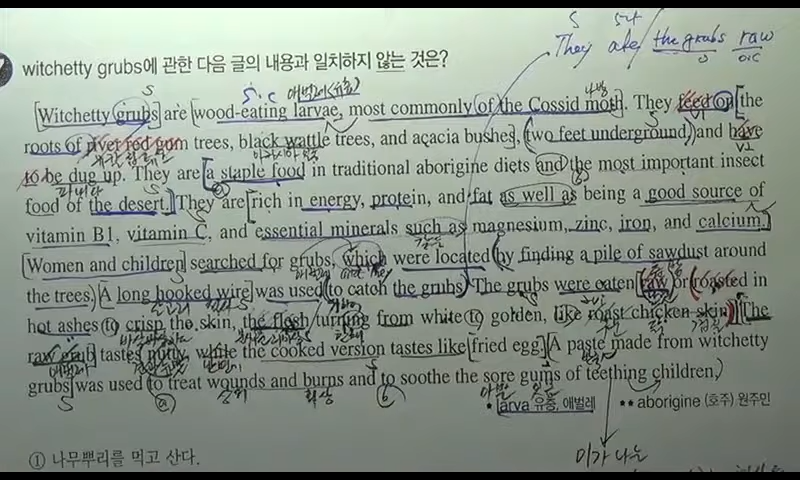 S S4
They ate the grubs raw
O O.C
witchetty grubs에 관한 다음 글의 내용과 일치하지 않는 것은?
Witchetty grubs are wood-eating larvae, most commonly of the Cossid moth. They feed on the
roots of river red gum trees, black wattle trees, and acacia bushes, two feet underground, and have
to be dug up. They are a staple food in traditional aborigine diets and the most important insect
food of the desert. They are rich in energy, protein, and fat as well as being a good source of
vitamin B1, vitamin C, and essential minerals such as magnesium, zinc, iron, and calcium.
Women and children searched for grubs, which were located by finding a pile of sawdust around
the trees. A long hooked wire was used to catch the grubs. The grubs were eaten raw or roasted in
hot ashes to crisp the skin, the flesh turning from white to golden, like roast chicken skin. The
raw grub tastes nutty, while the cooked version tastes like fried egg. A paste made from witchetty
grubs was used to treat wounds and burns and to soothe the sore gums of teething children.
상처 화상
* larva 유충, 애벌레 ** aborigine (호주) 원주민
이가 나는
① 나무뿌리를 먹고 산다.